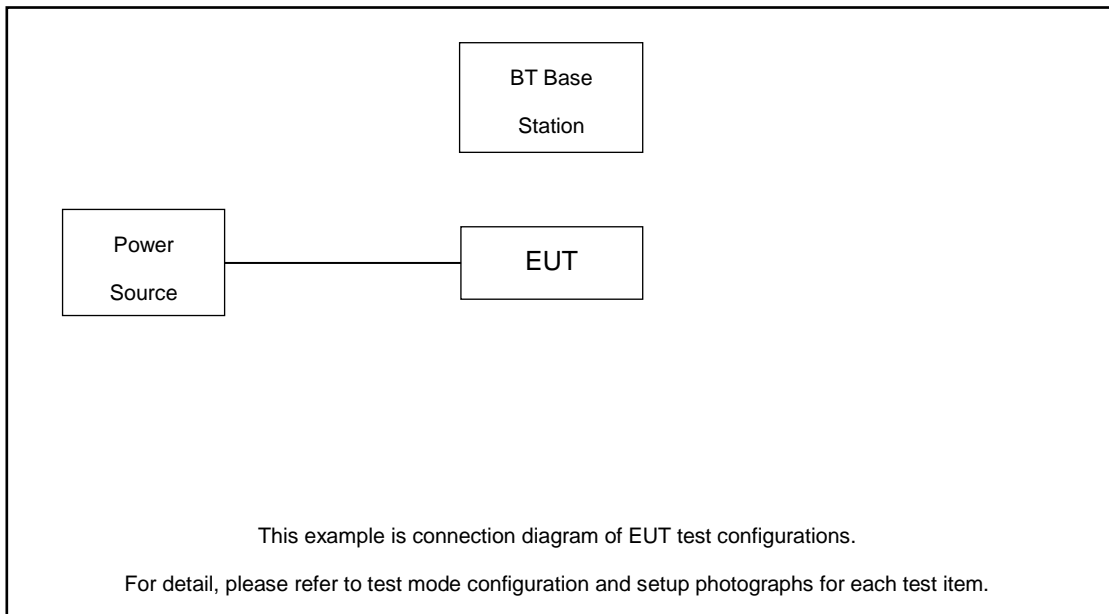 BT Base
Station
Power
Source
EUT
This example is connection diagram of EUT test configurations.
For detail, please refer to test mode configuration and setup photographs for each test item.